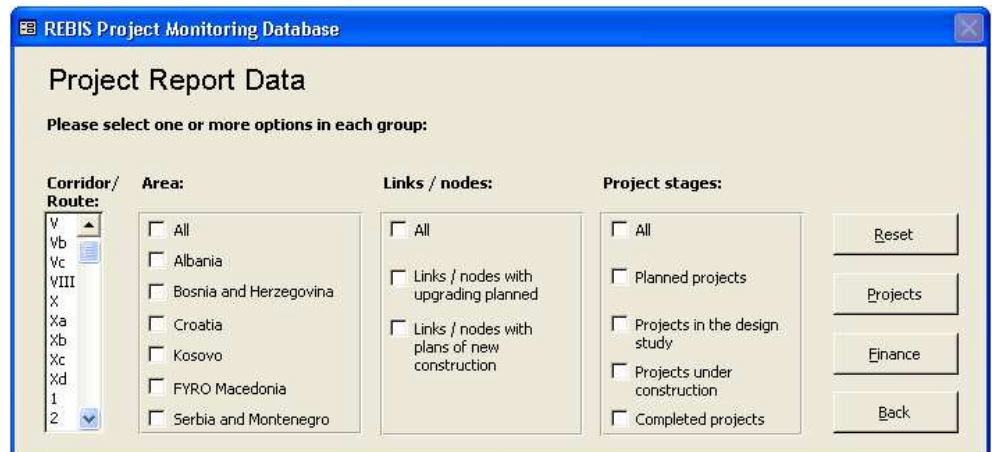 REBIS Project Monitoring Database
Project Report Data
Please select one or more options in each group:
Corridor/
Route:
V
Vb
Vc
VIII
X
Xa
Xb
Xc
Xd
1
2
Area:
All
Albania
Bosnia and Herzegovina
Croatia
Kosovo
FYRO Macedonia
Serbia and Montenegro
Links / nodes:
All
Links / nodes with
upgrading planned
Links / nodes with
plans of new
construction
Project stages:
All
Planned projects
Projects in the design
study
Projects under
construction
Completed projects
Reset
Projects
Finance
Back